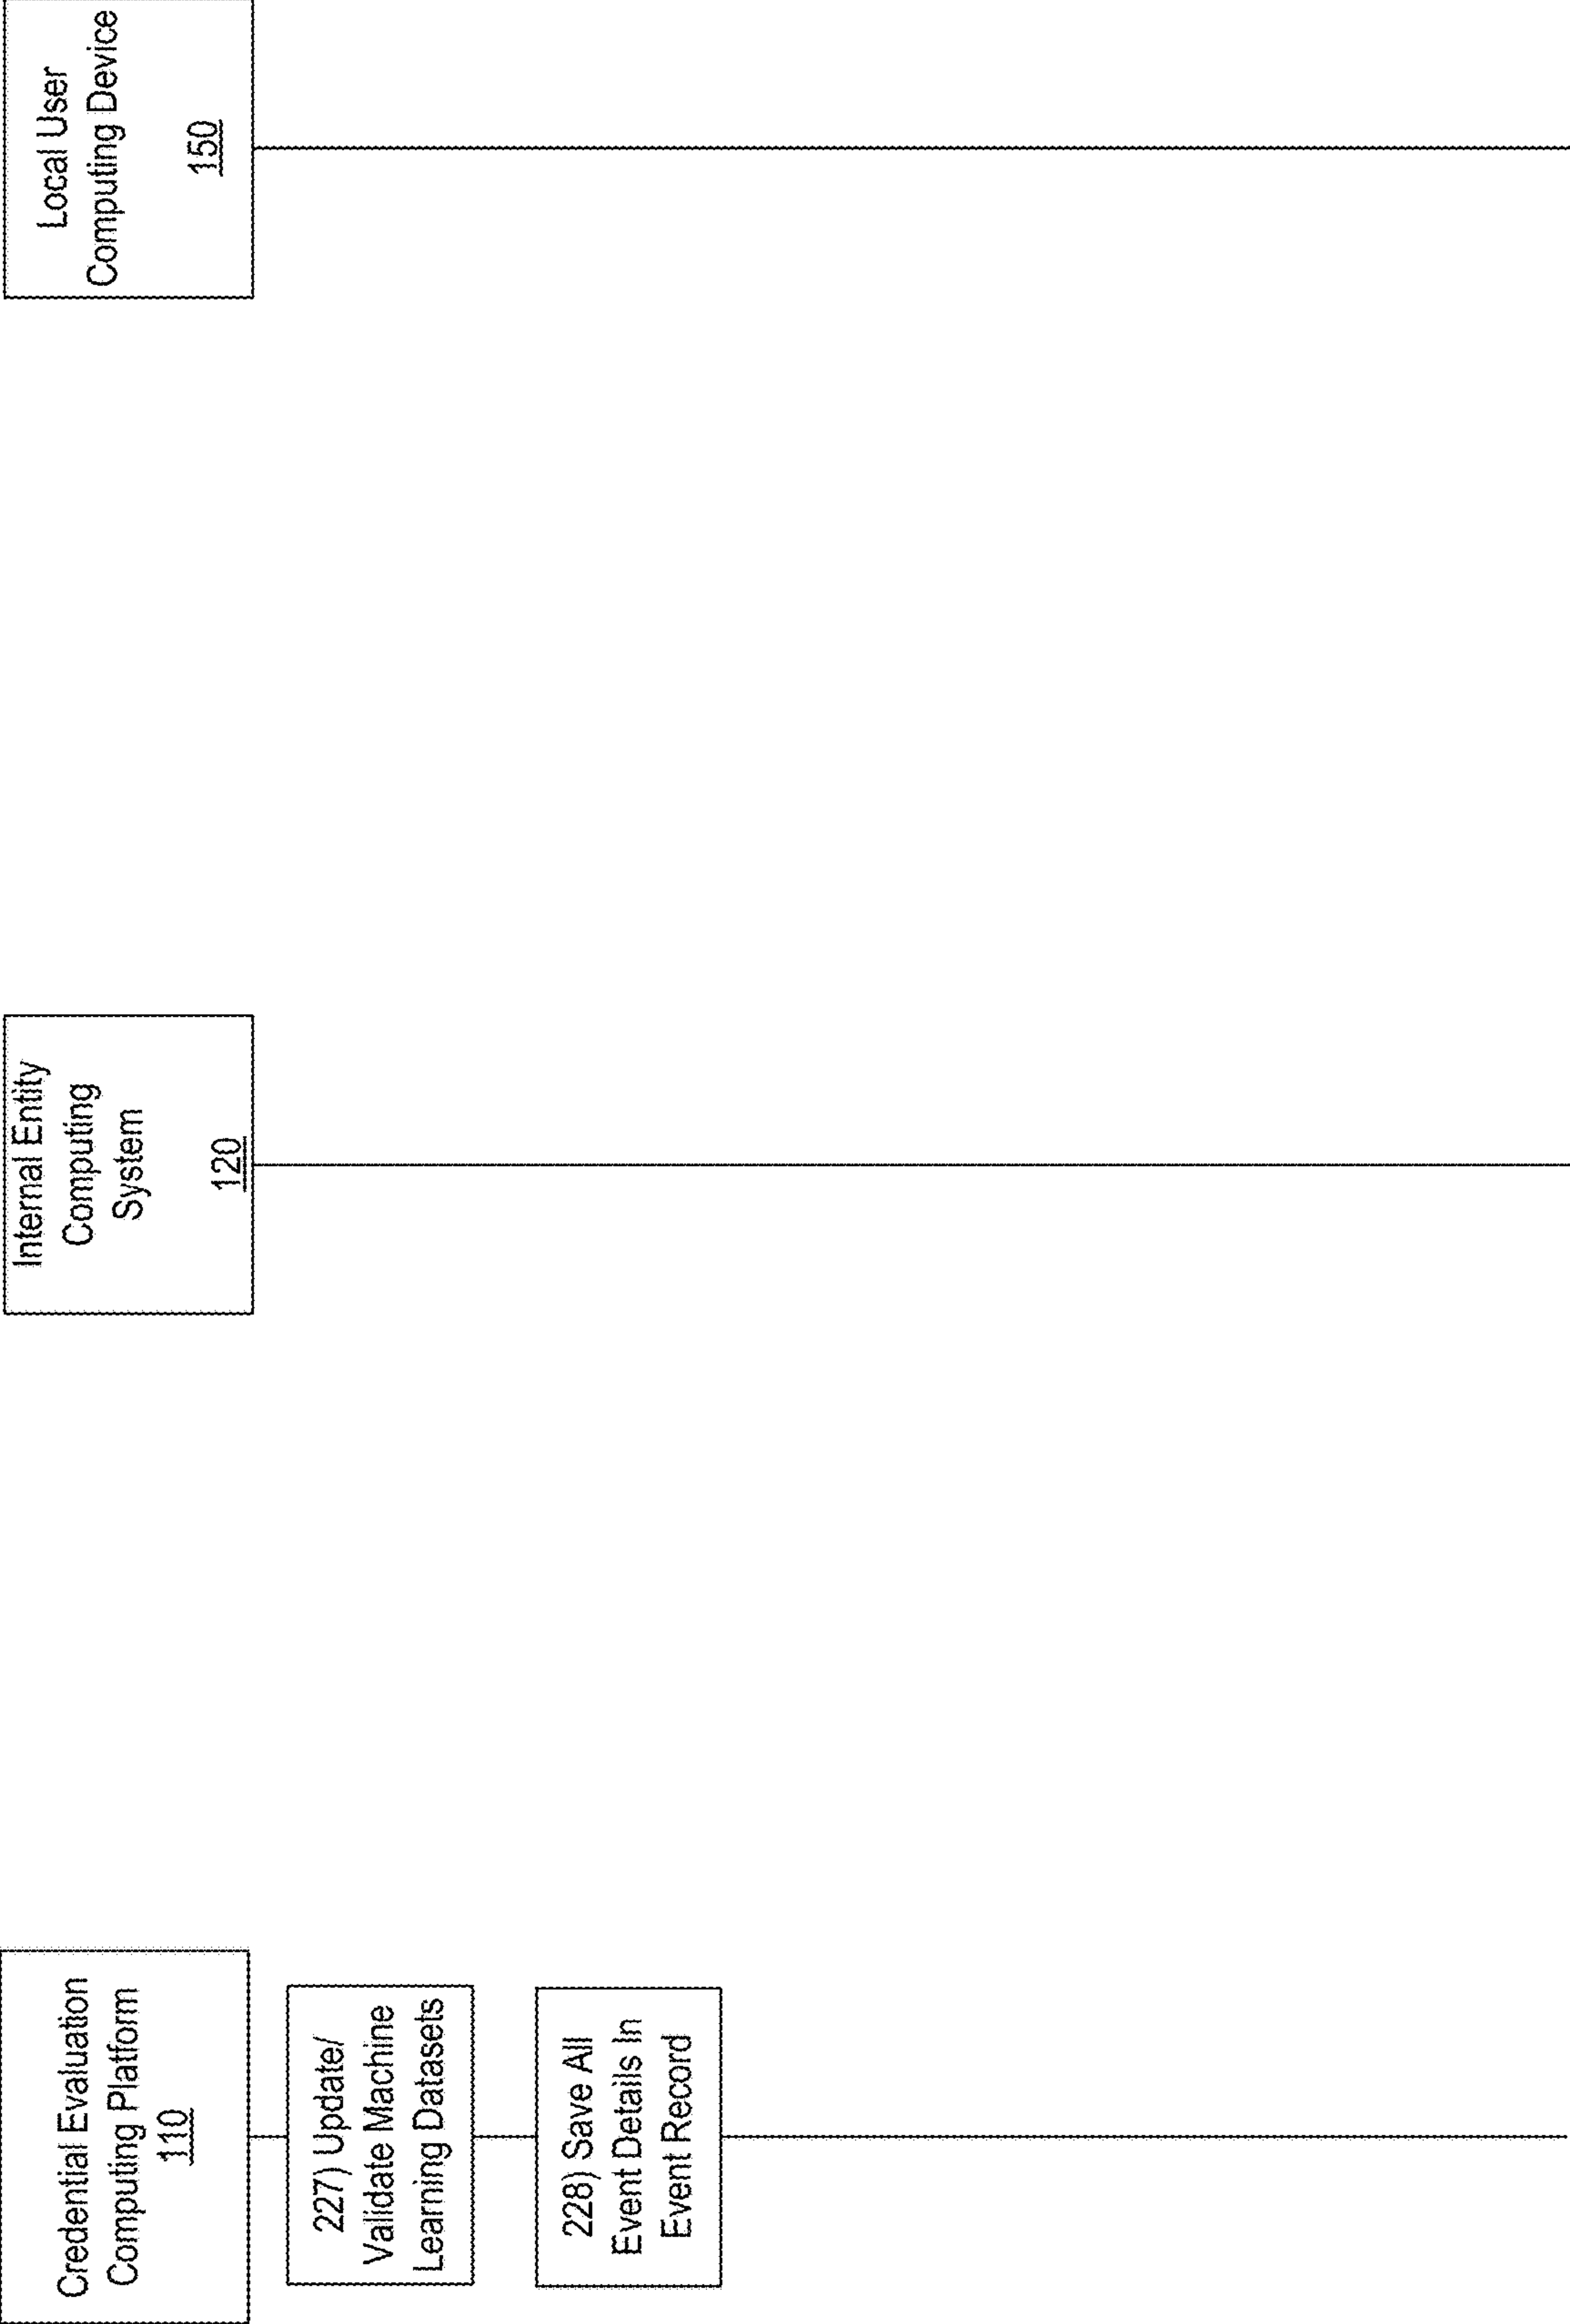 Credential Evaluation
Computing Platform
110
Internal Entity
Computing
System
120
Local User
Computing Device
150
227) Update/
Validate Machine
Learning Datasets
228) Save All
Event Details In
Event Record